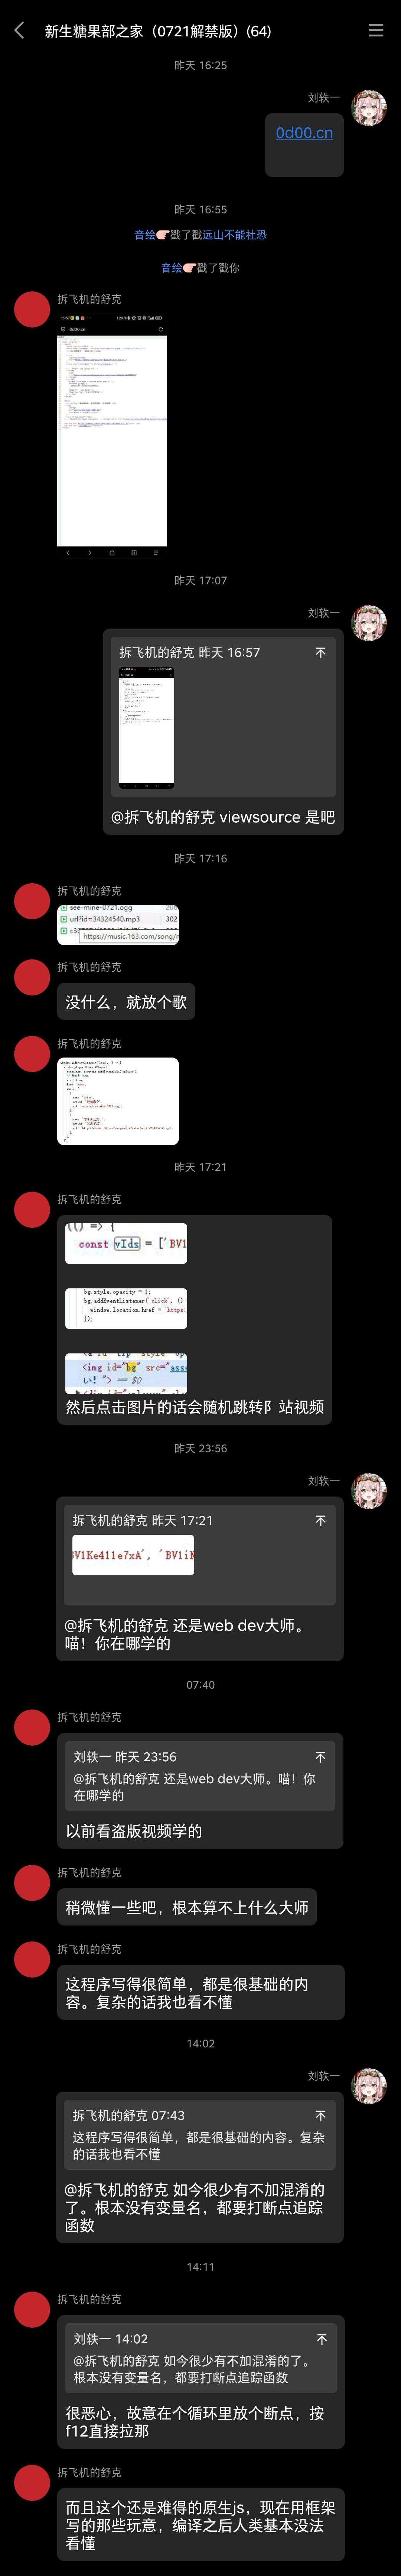 新生糖果部之家（0721解禁版）(64)
昨天 16:25
刘轶一
0d00.cn
昨天 16:55
音绘戳了戳远山不能社恐
音绘戳了戳你
拆飞机的舒克
0d00.cn
昨天 17:07
刘轶一
拆飞机的舒克 昨天 16:57
@拆飞机的舒克 viewsource 是吧
昨天 17:16
拆飞机的舒克
see-mine-0721.ogg
url?id=34324540.mp3 302
https://music.163.com/song/
拆飞机的舒克
没什么，就放个歌
拆飞机的舒克
昨天 17:21
拆飞机的舒克
(() => {
const vIds = ['BV1
bg.style.opacity = 1;
bg.addEventListener('click', ()
window.location.href = `https:
});
<img id="bg" src="asse
い! "> == $0
然后点击图片的话会随机跳转阝站视频
昨天 23:56
刘轶一
拆飞机的舒克 昨天 17:21
BV1Ke411e7xA', 'BV1iN
@拆飞机的舒克 还是web dev大师。
喵！你在哪学的
07:40
拆飞机的舒克
刘轶一 昨天 23:56
@拆飞机的舒克 还是web dev大师。喵！你
在哪学的
以前看盗版视频学的
拆飞机的舒克
稍微懂一些吧，根本算不上什么大师
拆飞机的舒克
这程序写得很简单，都是很基础的内
容。复杂的话我也看不懂
14:02
刘轶一
拆飞机的舒克 07:43
这程序写得很简单，都是很基础的内容。复杂
的话我也看不懂
@拆飞机的舒克 如今很少有不加混淆的
了。根本没有变量名，都要打断点追踪
函数
14:11
拆飞机的舒克
刘轶一 14:02
@拆飞机的舒克 如今很少有不加混淆的了。
根本没有变量名，都要打断点追踪函数
很恶心，故意在个循环里放个断点，按
f12直接拉那
拆飞机的舒克
而且这个还是难得的原生js，现在用框架
写的那些玩意，编译之后人类基本没法
看懂